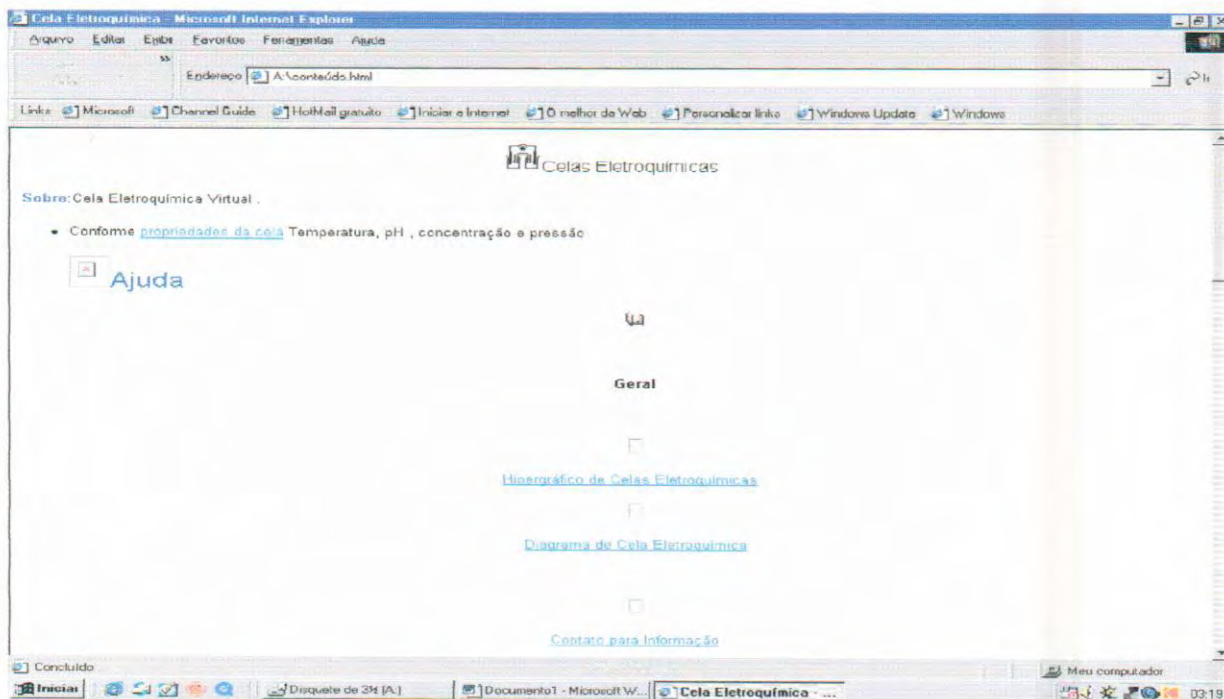 Cela Eletroquímica - Microsoft Internet Explorer
Arquivo Editar Exibir Favoritos Ferramentas Ajuda
Endereço A:\conteúdo.html
Links Microsoft Channel Guide HotMail gratuito Iniciar a Internet O melhor da Web Personalizar links Windows Update Windows
Celas Eletroquímicas
Sobre:Cela Eletroquímica Virtual .
• Conforme propriedades da cela Temperatura, pH , concentração e pressão
Ajuda
Geral
Hipergráfico de Celas Eletroquímicas
Diagrama de Cela Eletroquímica
Contato para Informação
Concluído Meu computador
Iniciar Disquete de 3½ (A:) Documento1 - Microsoft W... Cela Eletroquímica - ... 03:19